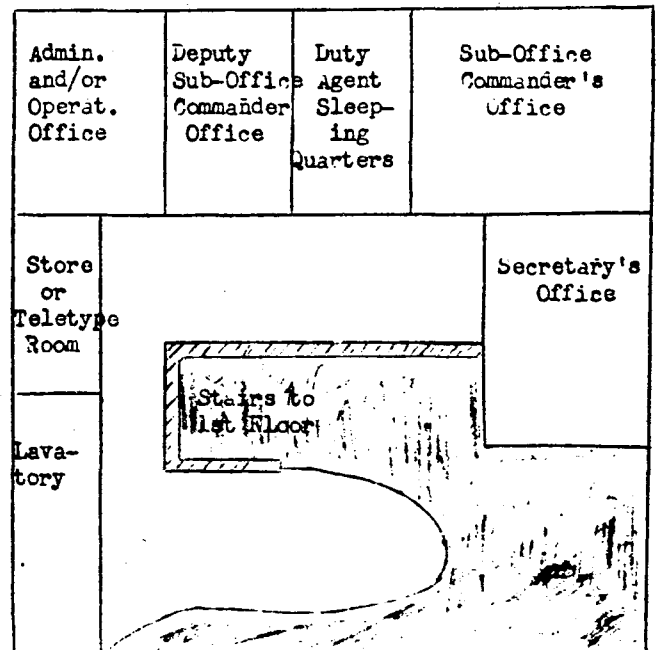 Admin.
and/or
Operat.
Office
Deputy
Sub-Office
Commander
Office
Duty
Agent
Sleep-
ing
Quarters
Sub-Office
Commander's
Office
Store
or
Teletype
Room
Secretary's
Office
Stairs to
1st Floor
Lava-
tory